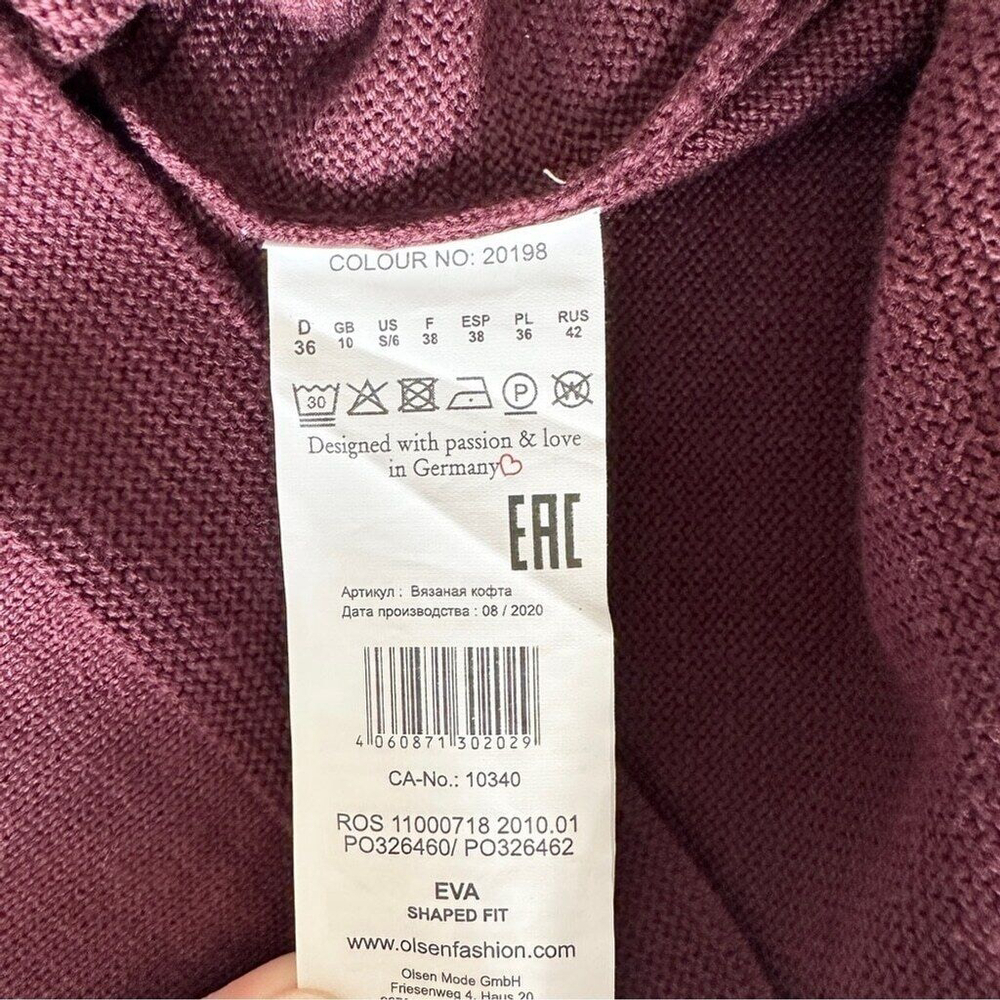 COLOUR NO: 20198
D GB US F ESP PL RUS
36 10 S/6 38 38 36 42
30 P W
Designed with passion & love
in Germany
EAC
Артикул : Вязаная кофта
Дата производства : 08 / 2020
4 060871 302029
CA-No.: 10340
ROS 11000718 2010.01
PO326460/ PO326462
EVA
SHAPED FIT
www.olsenfashion.com
Olsen Mode GmbH
Friesenweg 4, Haus 20